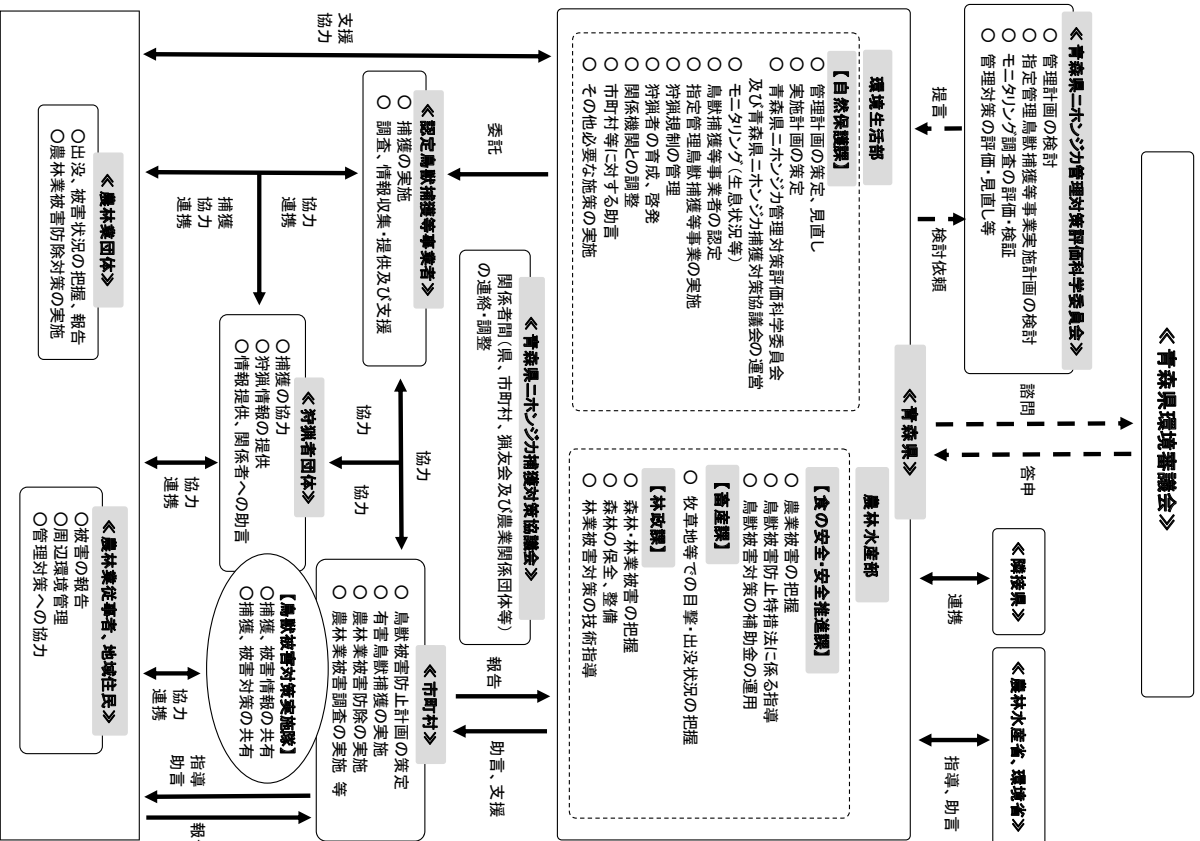 ≪青森県環境審議会≫
諮問
答申
≪青森県ニホンジカ管理対策評価科学委員会≫
○ 管理計画の検討
○ 指定管理鳥獣捕獲等事業実施計画の検討
○ モニタリング調査の評価・検証
○ 管理対策の評価・見直し等
≪隣接県≫
≪農林水産省、環境省≫
提言
検討依頼
連携
指導、助言
≪青森県≫
環境生活部
【自然保護課】
○ 管理計画の策定、見直し
○ 実施計画の策定
○ 青森県ニホンジカ管理対策評価科学委員会
及び青森県ニホンジカ捕獲対策協議会の運営
○ モニタリング（生息状況等）
○ 鳥獣捕獲等事業者の認定
○ 指定管理鳥獣捕獲等事業の実施
○ 狩猟規制の管理
○ 狩猟者の育成、啓発
○ 関係機関との調整
○ 市町村等に対する助言
○ その他必要な施策の実施
農林水産部
【食の安全・安全推進課】
○ 農業被害の把握
○ 鳥獣被害防止特措法に係る指導
○ 鳥獣被害対策の補助金の運用
【畜産課】
○ 牧草地等での目撃・出没状況の把握
【林政課】
○ 森林・林業被害の把握
○ 森林の保全、整備
○ 林業被害対策の技術指導
支援
協力
委託
報告
助言、支援
≪青森県ニホンジカ捕獲対策協議会≫
関係者間（県、市町村、猟友会及び農業関係団体等）
の連絡・調整
≪認定鳥獣捕獲等事業者≫
○ 捕獲の実施
○ 調査、情報収集・提供及び支援
協力
協力
協力
≪市町村≫
○ 鳥獣被害防止計画の策定
○ 有害鳥獣捕獲の実施
○ 農林業被害防除の実施
○ 農林業被害調査の実施 等
【鳥獣被害対策実施隊】
○捕獲、被害情報の共有
○捕獲、被害対策の共有
≪狩猟者団体≫
○捕獲の協力
○狩猟情報の提供
○情報提供、関係者への助言
協力
連携
捕獲
協力
連携
協力
連携
協力
連携
指導
助言
≪農林業団体≫
○出没、被害状況の把握、報告
○農林業被害防除対策の実施
≪農林業従事者、地域住民≫
○被害の報告
○周辺環境管理
○管理対策への協力